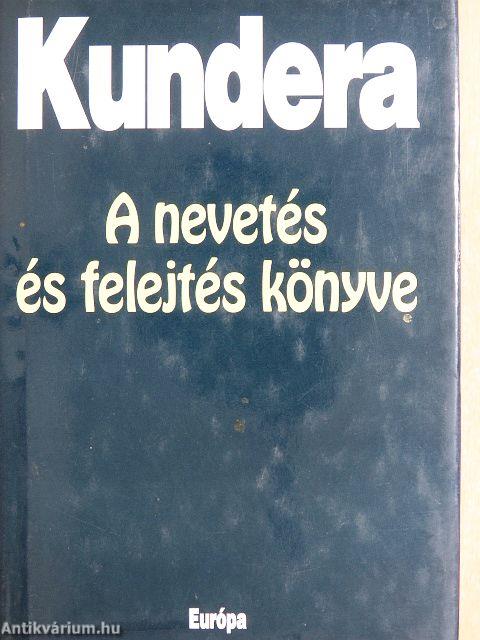 Kundera
A nevetés
és felejtés könyve
Európa
Antikvárium.hu